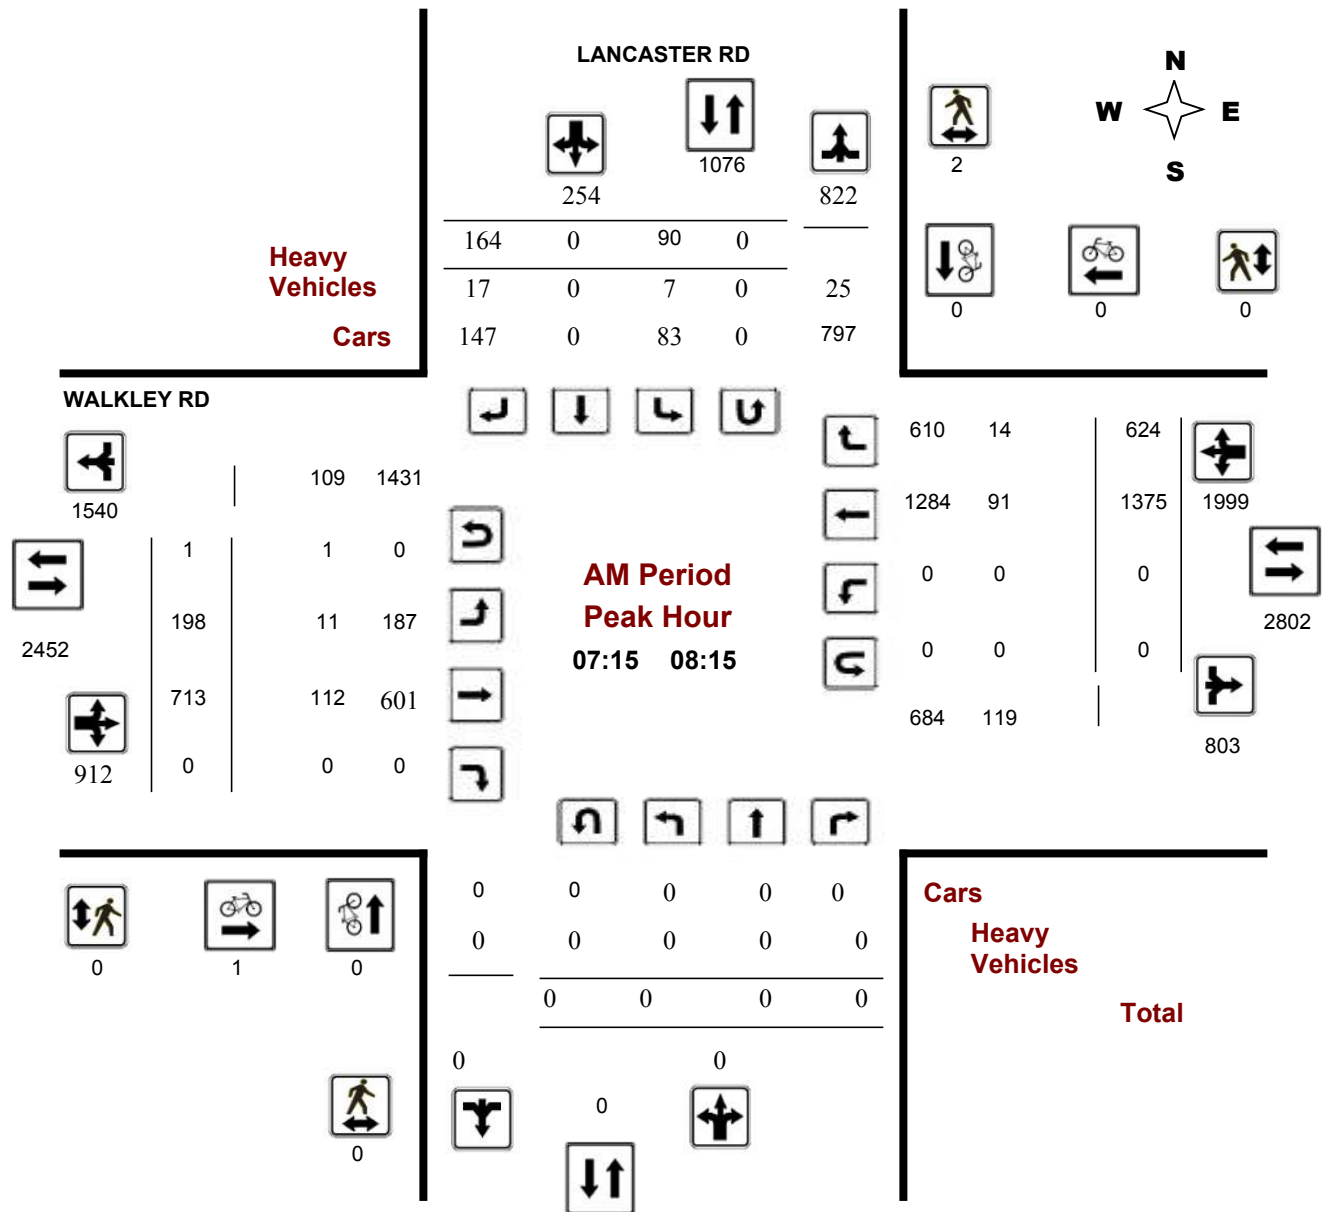 LANCASTER RD
N
W E
S
1076
2
254 822
164 0 90 0
Heavy
Vehicles
17 0 7 0 25
Cars
147 0 83 0 797
0 0 0
WALKLEY RD
610 14 624
109 1431
1540
1284 91 1375 1999
1 1 0
AM Period
0 0 0
198 11 187
Peak Hour
2802
2452
07:15 08:15
0 0 0
713 112 601
684 119
803
912
0 0 0
0 0 0 0 0
Cars
0 0 0 0 0
Heavy
Vehicles
0 1 0
0 0 0 0
Total
0 0
0
0